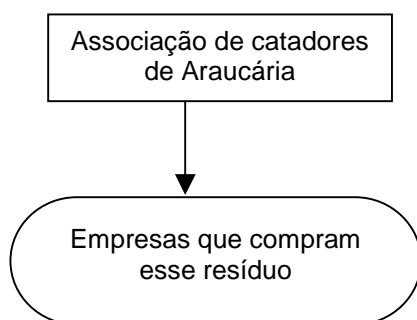 Associação de catadores
de Araucária
Empresas que compram
esse resíduo